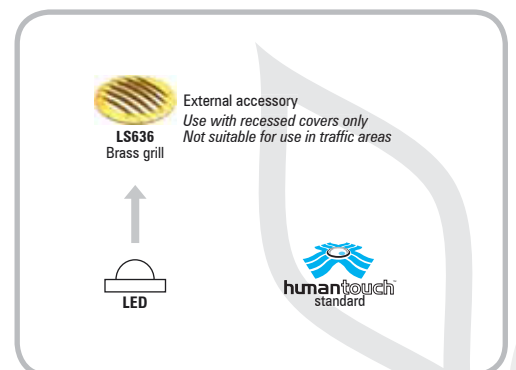 External accessory
Use with recessed covers only
Not suitable for use in traffic areas
LS636
Brass grill
LED
humantouch™
standard